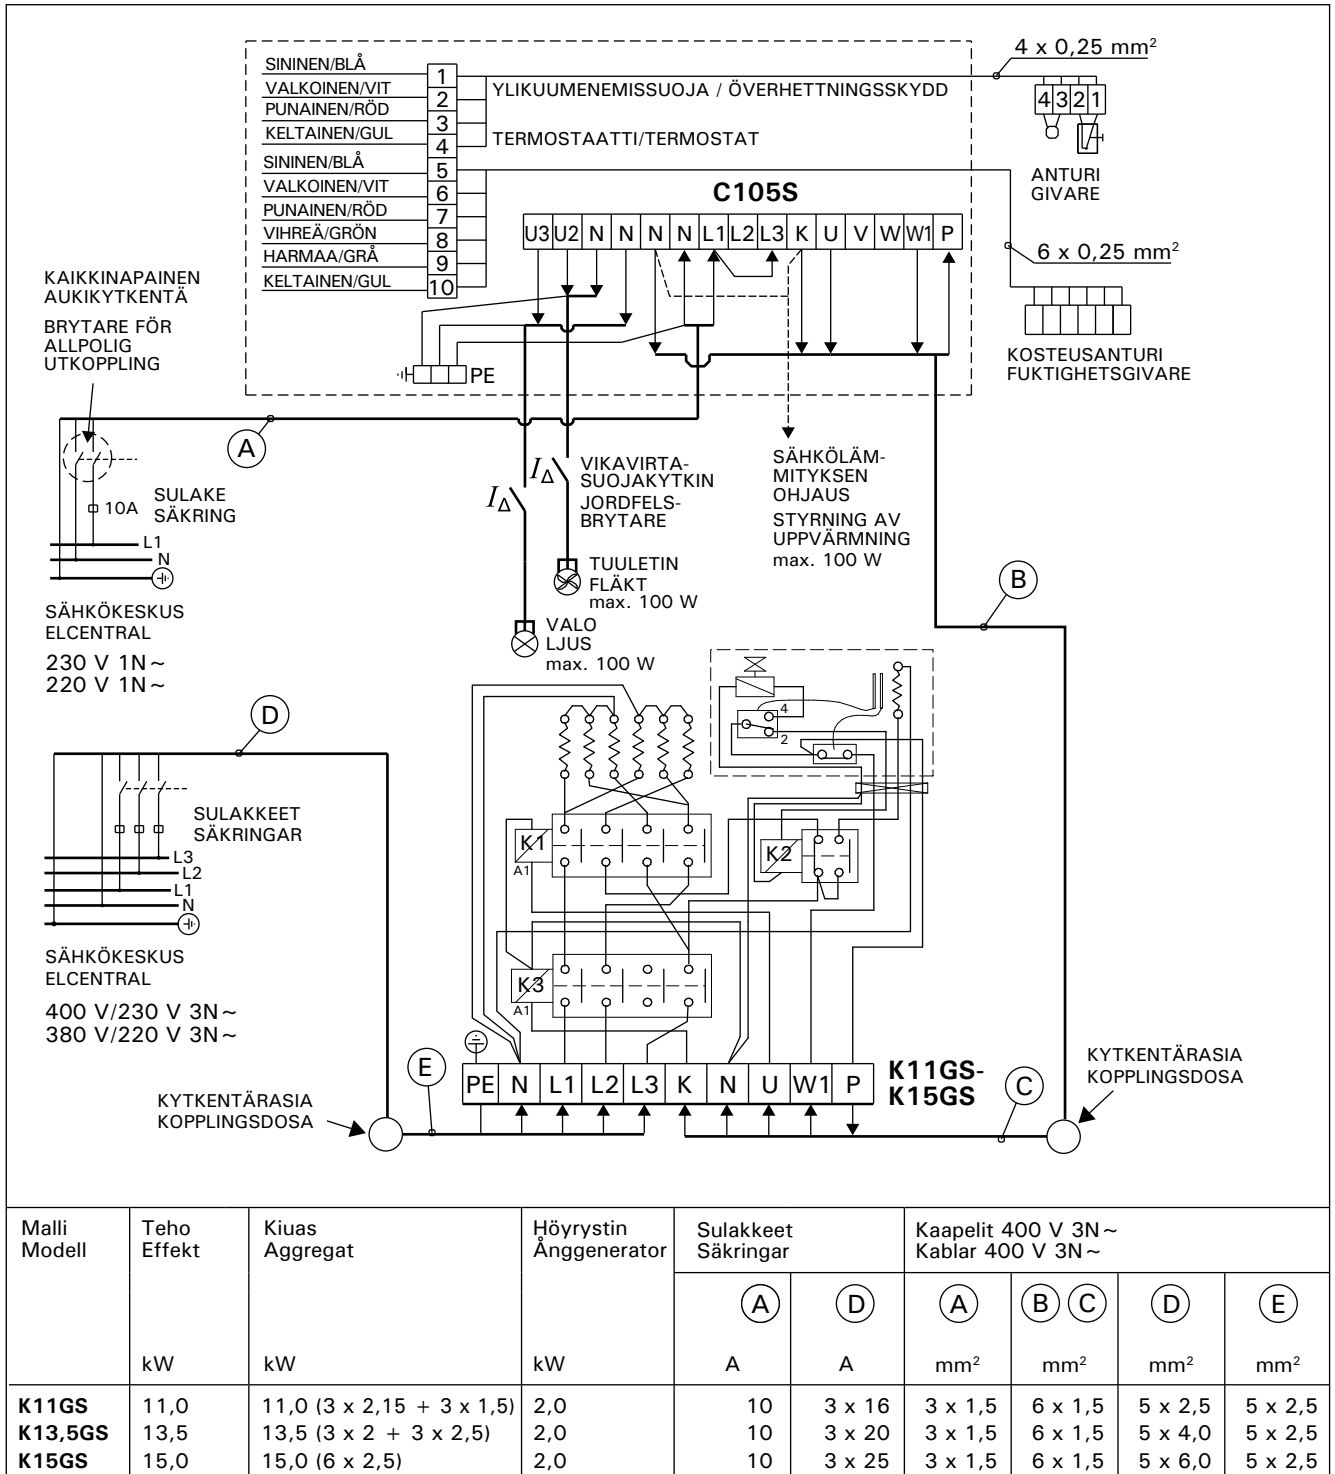 4 x 0,25 mm²
SININEN/BLÅ
VALKOINEN/VIT
PUNAINEN/RÖD
KELTAINEN/GUL
SININEN/BLÅ
VALKOINEN/VIT
PUNAINEN/RÖD
VIHREÄ/GRÖN
HARMAA/GRÅ
KELTAINEN/GUL
1
2
3
4
5
6
7
8
9
10
YLIKUUMENEMISSUOJA / ÖVERHETTNINGSSKYDD
TERMOSTAATTI/TERMOSTAT
4 3 2 1
ANTURI
GIVARE
C105S
U3 U2 N N N N L1 L2 L3 K U V W W1 P
6 x 0,25 mm²
KOSTEUSANTURI
FUKTIGHETSGIVARE
PE
KAIKKINAPAINEN
AUKIKYTKENTÄ
BRYTARE FÖR
ALLPOLIG
UTKOPPLING
A
SULAKE
SÄKRING
10A
L1
N
SÄHKÖKESKUS
ELCENTRAL
230 V 1N~
220 V 1N~
I∆
I∆
VIKAVIRTA-
SUOJAKYTKIN
JORDFELS-
BRYTARE
TUULETIN
FLÄKT
max. 100 W
VALO
LJUS
max. 100 W
SÄHKÖLÄM-
MITYKSEN
OHJAUS
STYRNING AV
UPPVÄRMNING
max. 100 W
B
D
SULAKKEET
SÄKRINGAR
L3
L2
L1
N
SÄHKÖKESKUS
ELCENTRAL
400 V/230 V 3N~
380 V/220 V 3N~
4
2
K1
A1
K2
K3
A1
PE N L1 L2 L3 K N U W1 P
K11GS-
K15GS
E
C
KYTKENTÄRASIA
KOPPLINGSDOSA
KYTKENTÄRASIA
KOPPLINGSDOSA
Malli Teho Kiuas Höyrystin Sulakkeet Kaapelit 400 V 3N~
Modell Effekt Aggregat Ånggenerator Säkringar Kablar 400 V 3N~
A D A B C D E
kW kW kW A A mm² mm² mm² mm²
K11GS 11,0 11,0 (3 x 2,15 + 3 x 1,5) 2,0 10 3 x 16 3 x 1,5 6 x 1,5 5 x 2,5 5 x 2,5
K13,5GS 13,5 13,5 (3 x 2 + 3 x 2,5) 2,0 10 3 x 20 3 x 1,5 6 x 1,5 5 x 4,0 5 x 2,5
K15GS 15,0 15,0 (6 x 2,5) 2,0 10 3 x 25 3 x 1,5 6 x 1,5 5 x 6,0 5 x 2,5